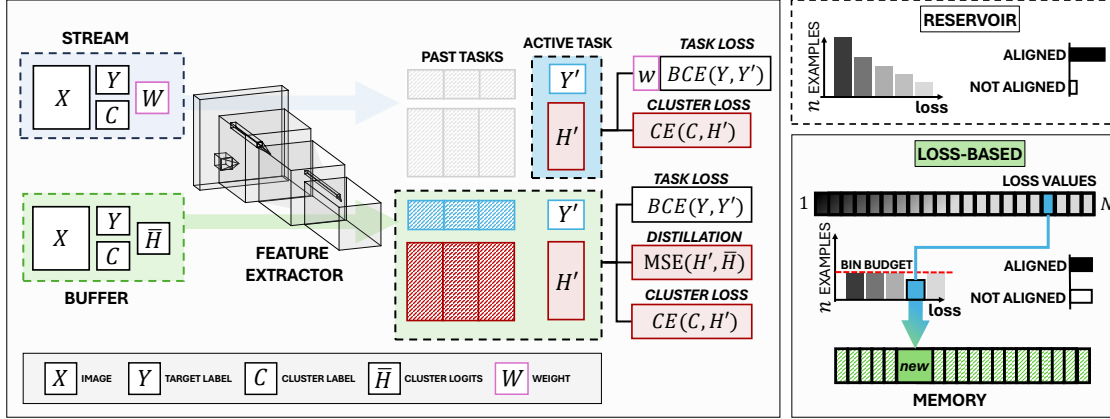 STREAM
X
Y
C
W
BUFFER
X
Y
C
H̅
FEATURE
EXTRACTOR
PAST TASKS
ACTIVE TASK
Y′
H′
TASK LOSS
w BCE(Y, Y′)
CLUSTER LOSS
CE(C, H′)
Y′
H′
TASK LOSS
BCE(Y, Y′)
DISTILLATION
MSE(H′, H̅)
CLUSTER LOSS
CE(C, H′)
X IMAGE
Y TARGET LABEL
C CLUSTER LABEL
H̅ CLUSTER LOGITS
W WEIGHT
RESERVOIR
n EXAMPLES
loss
ALIGNED
NOT ALIGNED
LOSS-BASED
LOSS VALUES
1
N
BIN BUDGET
n EXAMPLES
loss
ALIGNED
NOT ALIGNED
new
MEMORY